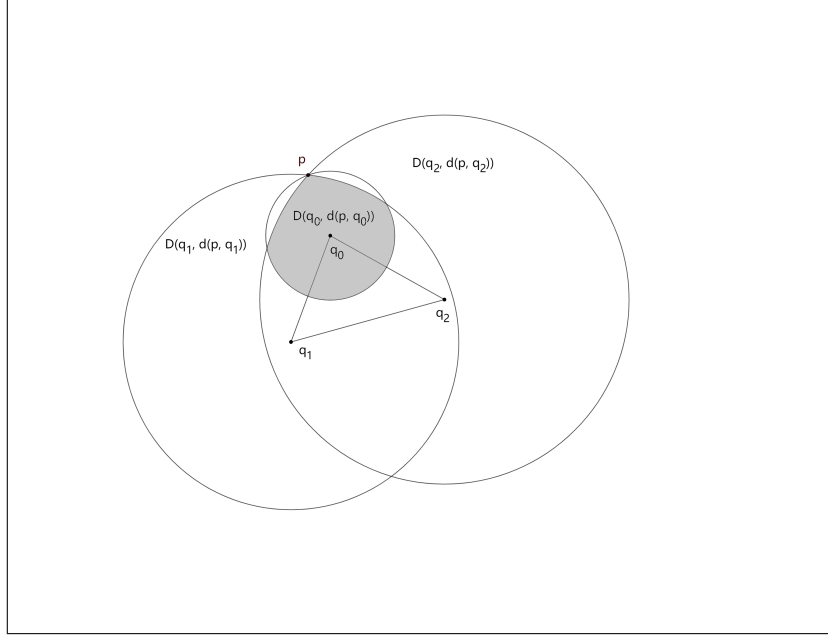 p
D(q2, d(p, q2))
D(q0, d(p, q0))
D(q1, d(p, q1))
q0
q2
q1